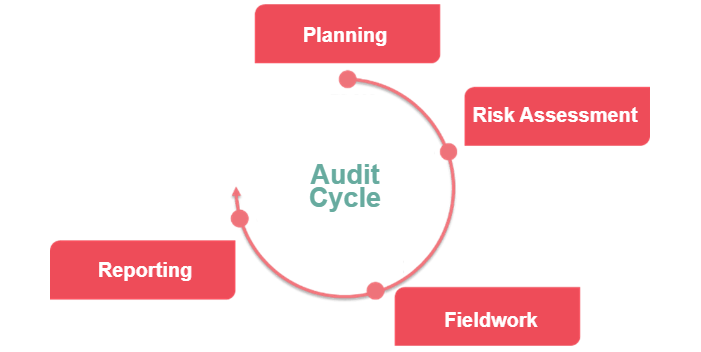 Planning
Risk Assessment
Audit
Cycle
Reporting
Fieldwork